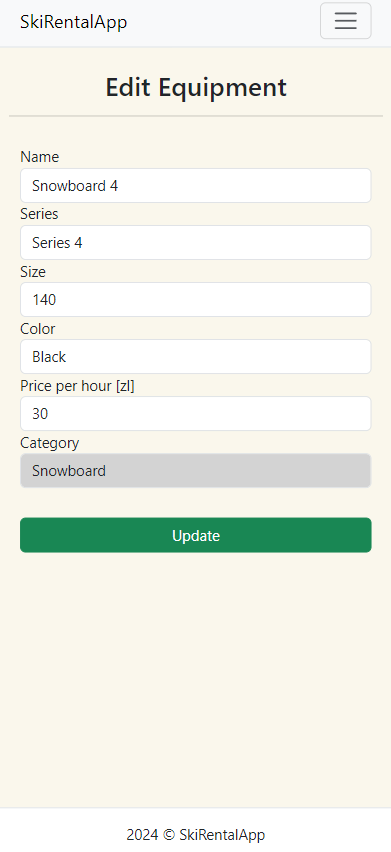 SkiRentalApp
Edit Equipment
Name
Snowboard 4
Series
Series 4
Size
140
Color
Black
Price per hour [zl]
30
Category
Snowboard
Update
2024 © SkiRentalApp